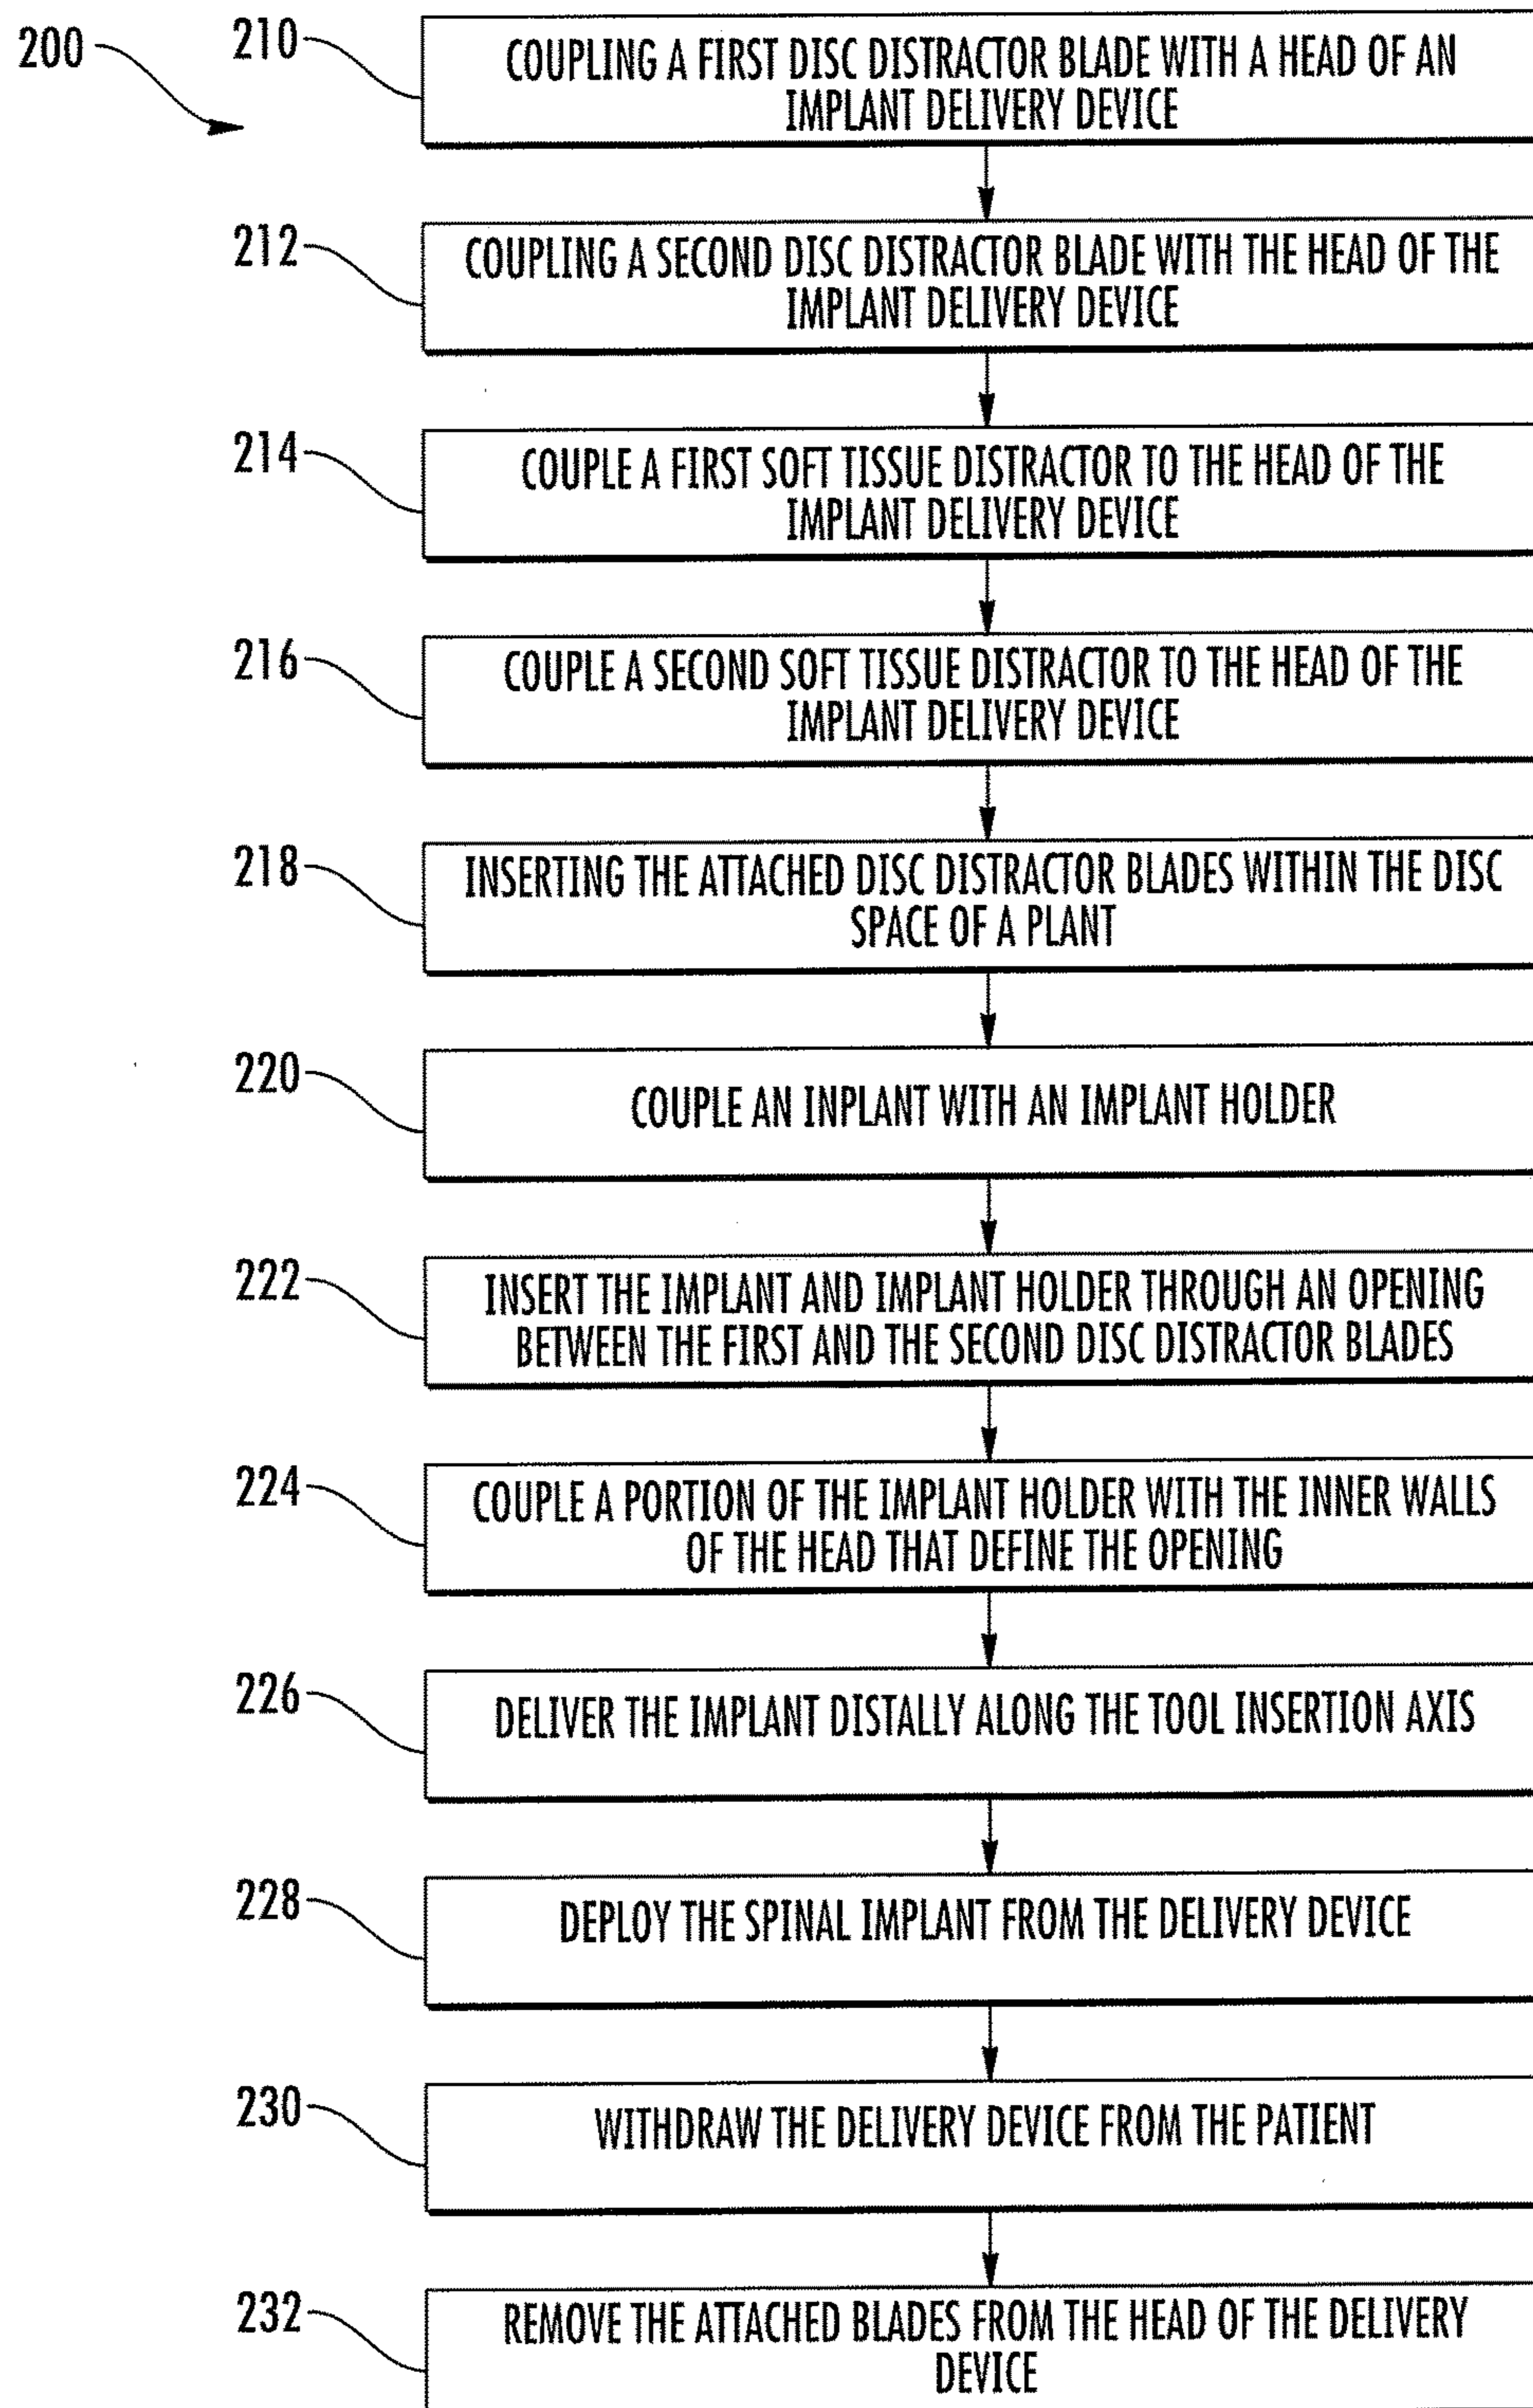 200
210
COUPLING A FIRST DISC DISTRACTOR BLADE WITH A HEAD OF AN
IMPLANT DELIVERY DEVICE
212
COUPLING A SECOND DISC DISTRACTOR BLADE WITH THE HEAD OF THE
IMPLANT DELIVERY DEVICE
214
COUPLE A FIRST SOFT TISSUE DISTRACTOR TO THE HEAD OF THE
IMPLANT DELIVERY DEVICE
216
COUPLE A SECOND SOFT TISSUE DISTRACTOR TO THE HEAD OF THE
IMPLANT DELIVERY DEVICE
218
INSERTING THE ATTACHED DISC DISTRACTOR BLADES WITHIN THE DISC
SPACE OF A PLANT
220
COUPLE AN INPLANT WITH AN IMPLANT HOLDER
222
INSERT THE IMPLANT AND IMPLANT HOLDER THROUGH AN OPENING
BETWEEN THE FIRST AND THE SECOND DISC DISTRACTOR BLADES
224
COUPLE A PORTION OF THE IMPLANT HOLDER WITH THE INNER WALLS
OF THE HEAD THAT DEFINE THE OPENING
226
DELIVER THE IMPLANT DISTALLY ALONG THE TOOL INSERTION AXIS
228
DEPLOY THE SPINAL IMPLANT FROM THE DELIVERY DEVICE
230
WITHDRAW THE DELIVERY DEVICE FROM THE PATIENT
232
REMOVE THE ATTACHED BLADES FROM THE HEAD OF THE DELIVERY
DEVICE